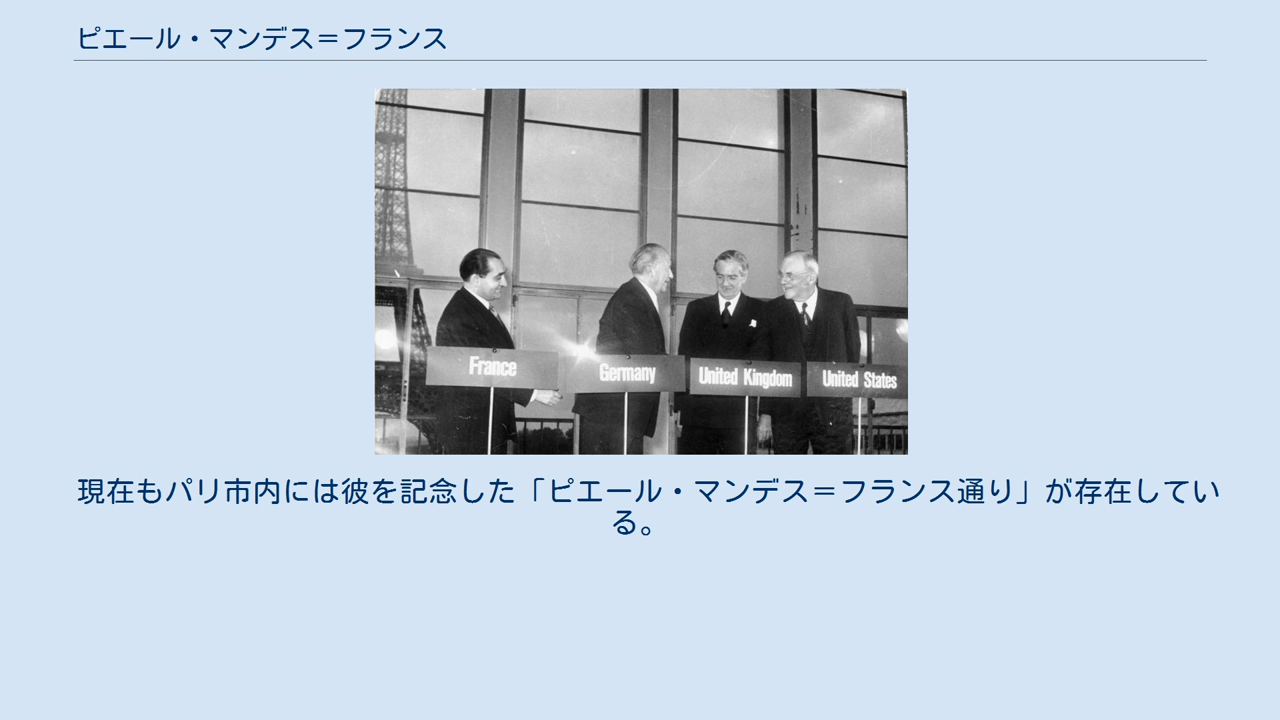 ピエール・マンデス＝フランス
France
Germany
United Kingdom
United States
現在もパリ市内には彼を記念した「ピエール・マンデス＝フランス通り」が存在してい
る。